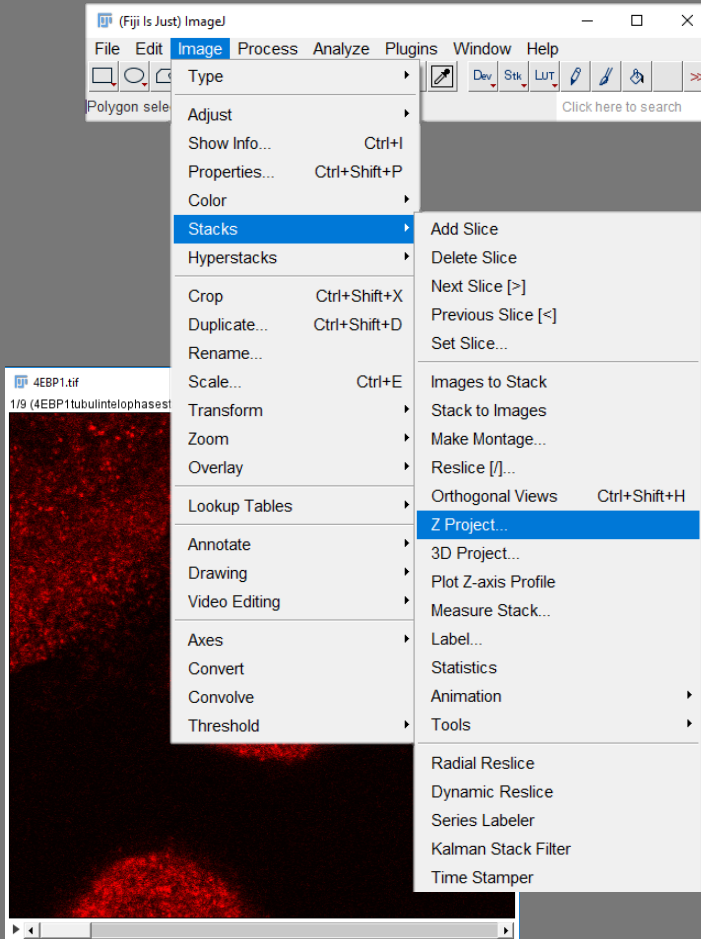 (Fiji Is Just) ImageJ
File Edit Image Process Analyze Plugins Window Help
Dev Stk LUT >>
Polygon sele
Click here to search
Type
Adjust
Show Info... Ctrl+I
Properties... Ctrl+Shift+P
Color
Stacks
Hyperstacks
Crop Ctrl+Shift+X
Duplicate... Ctrl+Shift+D
Rename...
Scale... Ctrl+E
Transform
Zoom
Overlay
Lookup Tables
Annotate
Drawing
Video Editing
Axes
Convert
Convolve
Threshold
Add Slice
Delete Slice
Next Slice [>]
Previous Slice [<]
Set Slice...
Images to Stack
Stack to Images
Make Montage...
Reslice [/]...
Orthogonal Views Ctrl+Shift+H
Z Project...
3D Project...
Plot Z-axis Profile
Measure Stack...
Label...
Statistics
Animation
Tools
Radial Reslice
Dynamic Reslice
Series Labeler
Kalman Stack Filter
Time Stamper
4EBP1.tif
1/9 (4EBP1tubulintelophasest